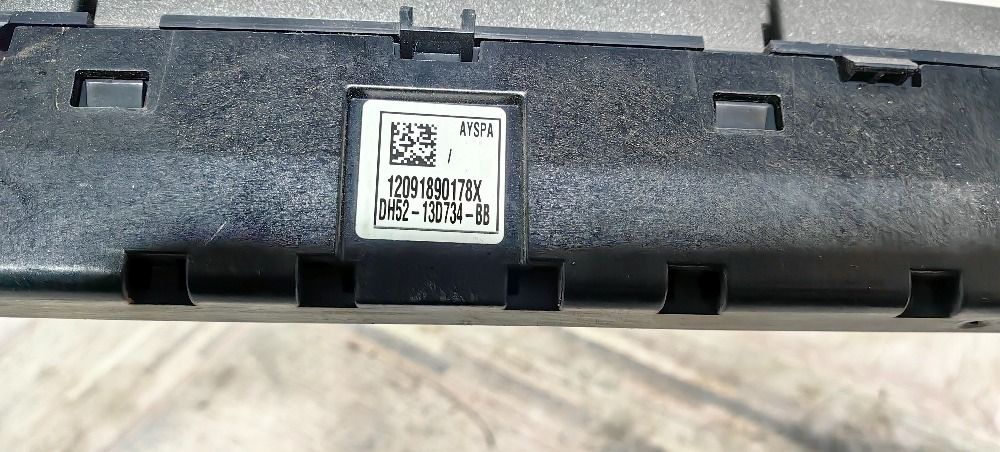 AYSPA
/
12091890178X
DH52-13D734-BB